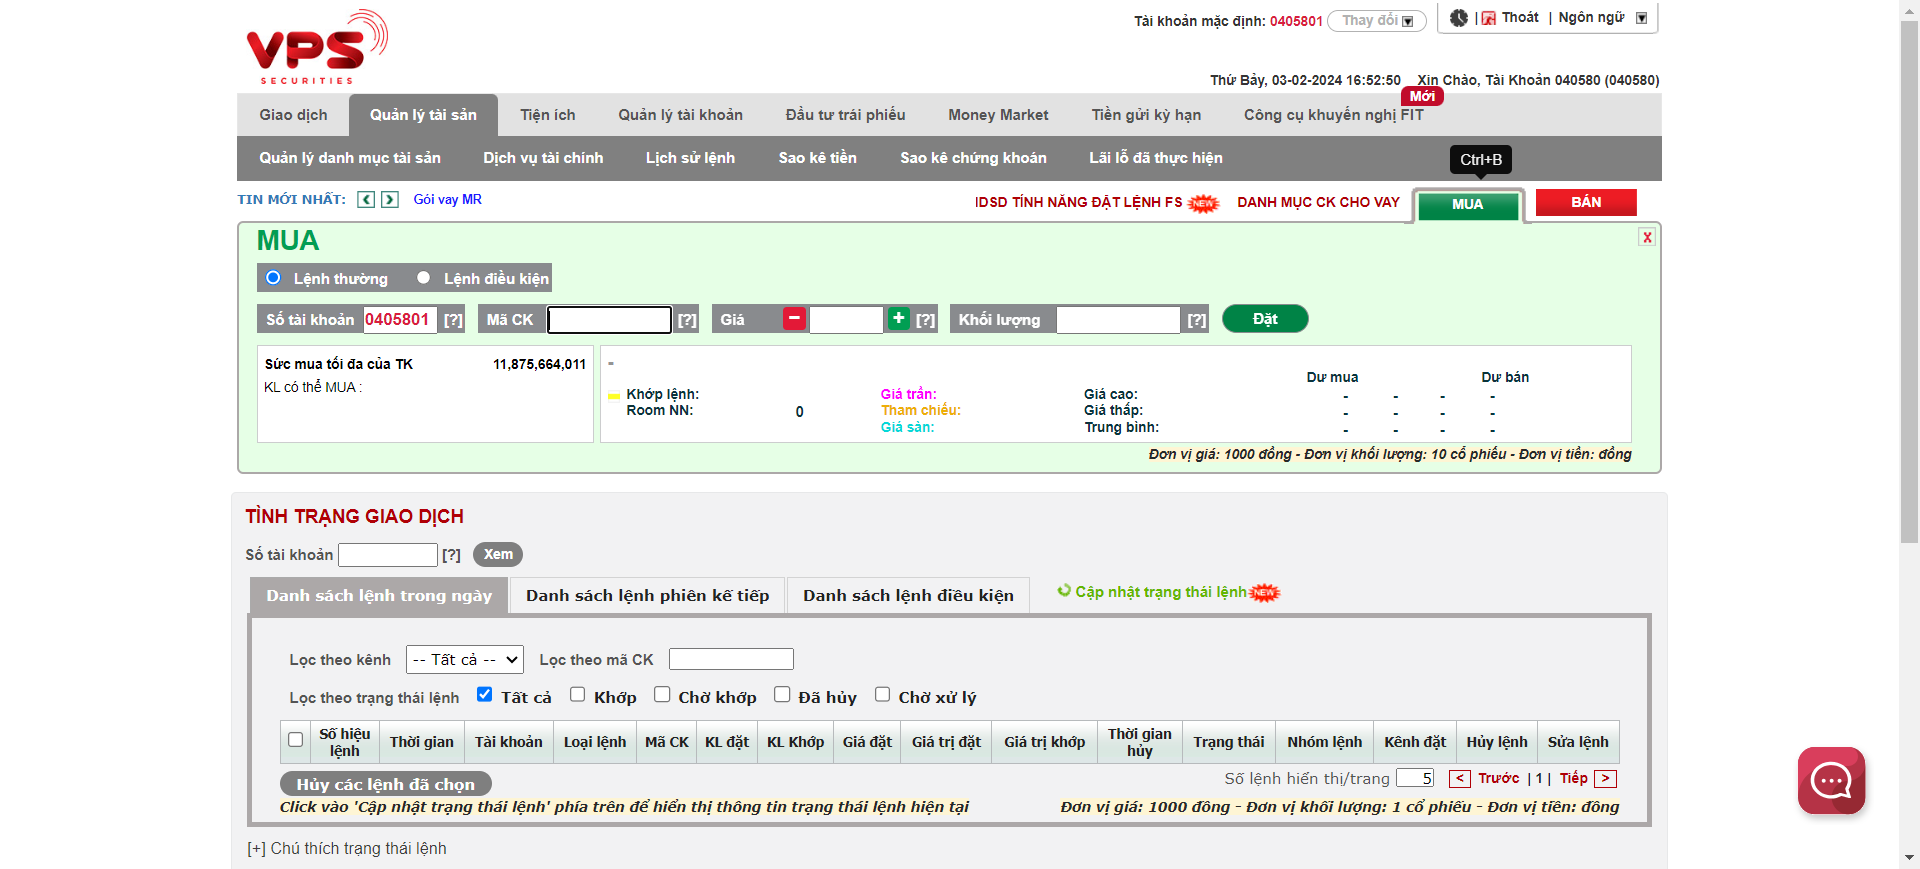 VPS
SECURITIES
Tài khoản mặc định: 0405801 Thay đổi
Thoát | Ngôn ngữ
Thứ Bảy, 03-02-2024 16:52:50 Xin Chào, Tài Khoản 040580 (040580)
Mới
Giao dịch Quản lý tài sản Tiện ích Quản lý tài khoản Đầu tư trái phiếu Money Market Tiền gửi kỳ hạn Công cụ khuyến nghị FIT
Quản lý danh mục tài sản Dịch vụ tài chính Lịch sử lệnh Sao kê tiền Sao kê chứng khoán Lãi lỗ đã thực hiện
Ctrl+B
TIN MỚI NHẤT: Gói vay MR
IDSD TÍNH NĂNG ĐẶT LỆNH FS NEW DANH MỤC CK CHO VAY MUA BÁN
MUA
X
Lệnh thường Lệnh điều kiện
Số tài khoản 0405801 [?] Mã CK [?] Giá − + [?] Khối lượng [?] Đặt
Sức mua tối đa của TK 11,875,664,011
KL có thể MUA :
-
Dư mua Dư bán
Khớp lệnh: Giá trần: Giá cao: - - - -
Room NN: 0 Tham chiếu: Giá thấp: - - - -
Giá sàn: Trung bình: - - - -
Đơn vị giá: 1000 đồng - Đơn vị khối lượng: 10 cổ phiếu - Đơn vị tiền: đồng
TÌNH TRẠNG GIAO DỊCH
Số tài khoản [?] Xem
Danh sách lệnh trong ngày Danh sách lệnh phiên kế tiếp Danh sách lệnh điều kiện Cập nhật trạng thái lệnh NEW
Lọc theo kênh -- Tất cả -- Lọc theo mã CK
Lọc theo trạng thái lệnh Tất cả Khớp Chờ khớp Đã hủy Chờ xử lý
Số hiệu lệnh Thời gian Tài khoản Loại lệnh Mã CK KL đặt KL Khớp Giá đặt Giá trị đặt Giá trị khớp Thời gian hủy Trạng thái Nhóm lệnh Kênh đặt Hủy lệnh Sửa lệnh
Hủy các lệnh đã chọn
Số lệnh hiển thị/trang 5 < Trước | 1 | Tiếp >
Click vào 'Cập nhật trạng thái lệnh' phía trên để hiển thị thông tin trạng thái lệnh hiện tại
Đơn vị giá: 1000 đồng - Đơn vị khối lượng: 1 cổ phiếu - Đơn vị tiền: đồng
[+] Chú thích trạng thái lệnh